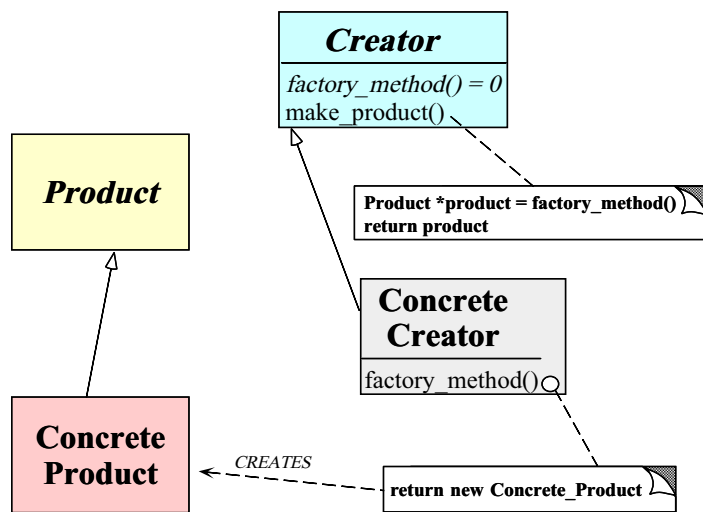 Creator
factory_method() = 0
make_product()
Product
Product *product = factory_method()
return product
Concrete
Creator
factory_method()
Concrete
Product
CREATES
return new Concrete_Product